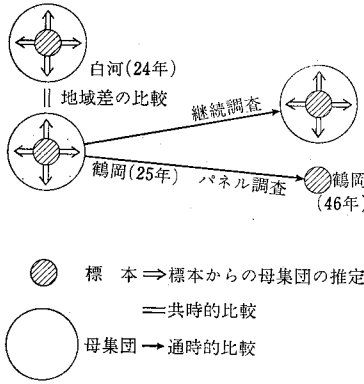 白河(24年)
地域差の比較
継続調査
鶴岡(25年)
パネル調査
鶴岡
(46年)
標 本
標本からの母集団の推定
共時的比較
母集団
通時的比較